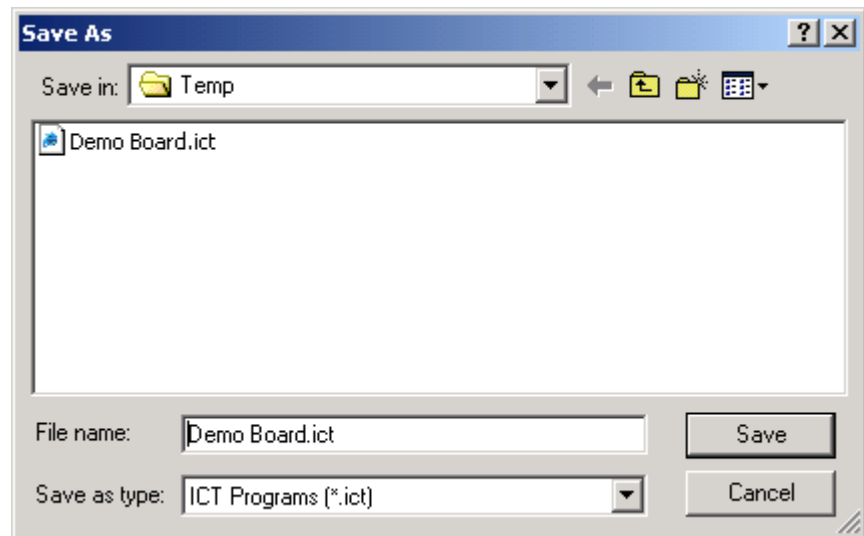 Save As
Save in: Temp
Demo Board.ict
File name: Demo Board.ict Save
Save as type: ICT Programs (*.ict) Cancel